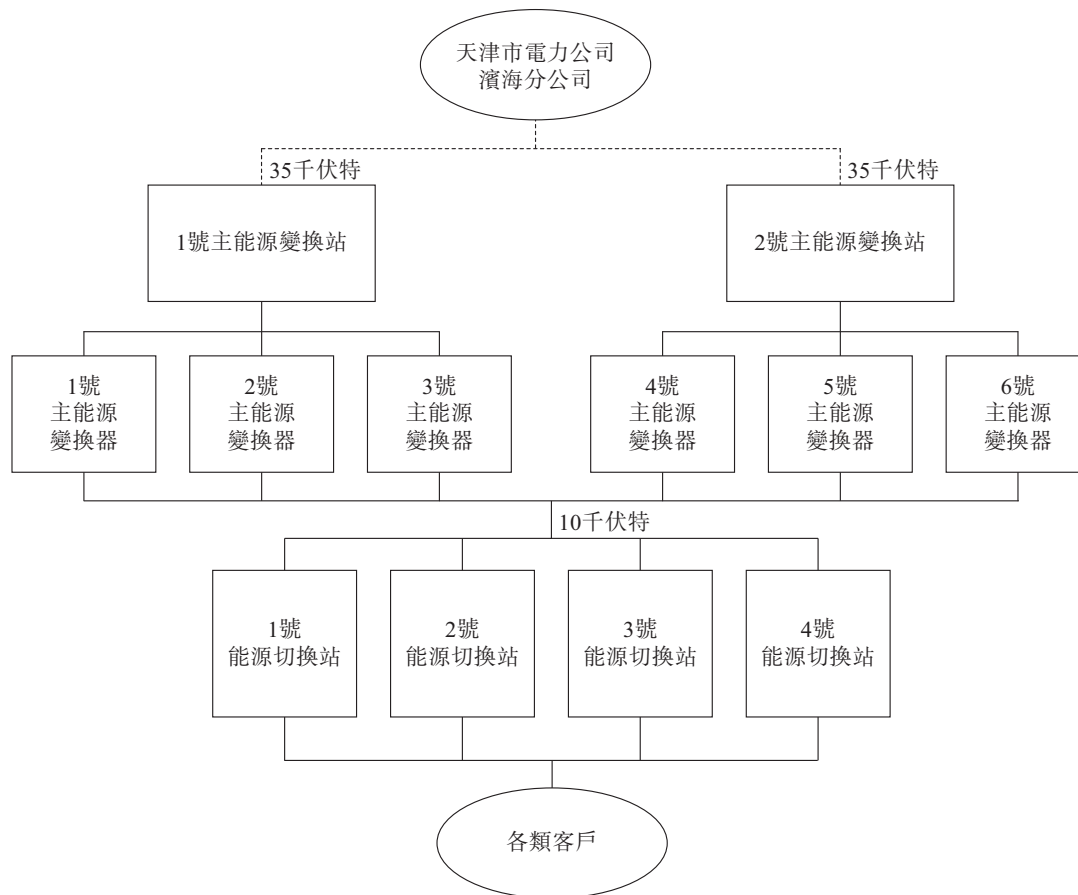 天津市電力公司
濱海分公司
35千伏特
35千伏特
1號主能源變換站
2號主能源變換站
1號
主能源
變換器
2號
主能源
變換器
3號
主能源
變換器
4號
主能源
變換器
5號
主能源
變換器
6號
主能源
變換器
10千伏特
1號
能源切換站
2號
能源切換站
3號
能源切換站
4號
能源切換站
各類客戶